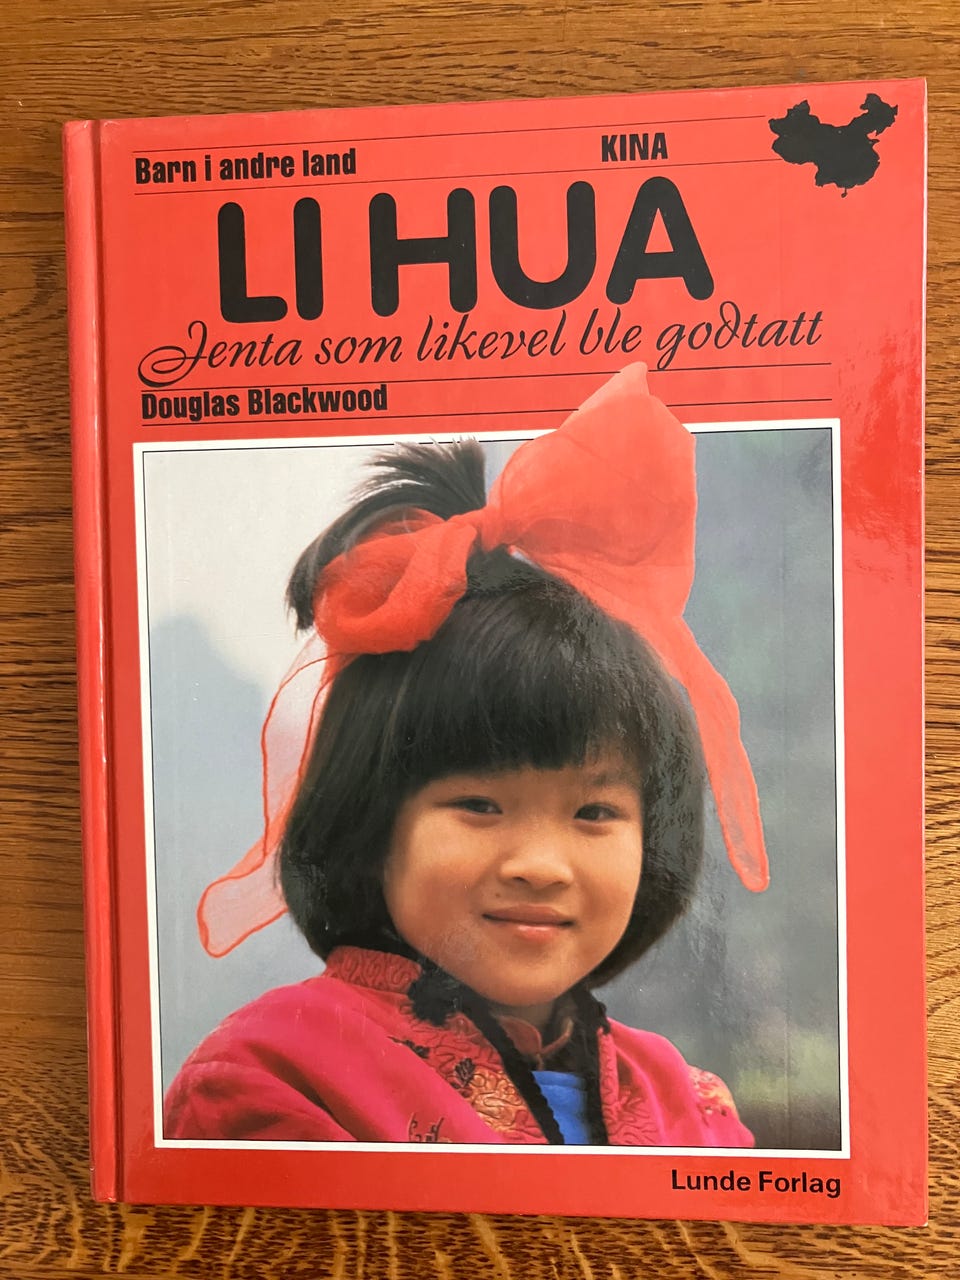 Barn i andre land
KINA
LI HUA
Jenta som likevel ble godtatt
Douglas Blackwood
Lunde Forlag